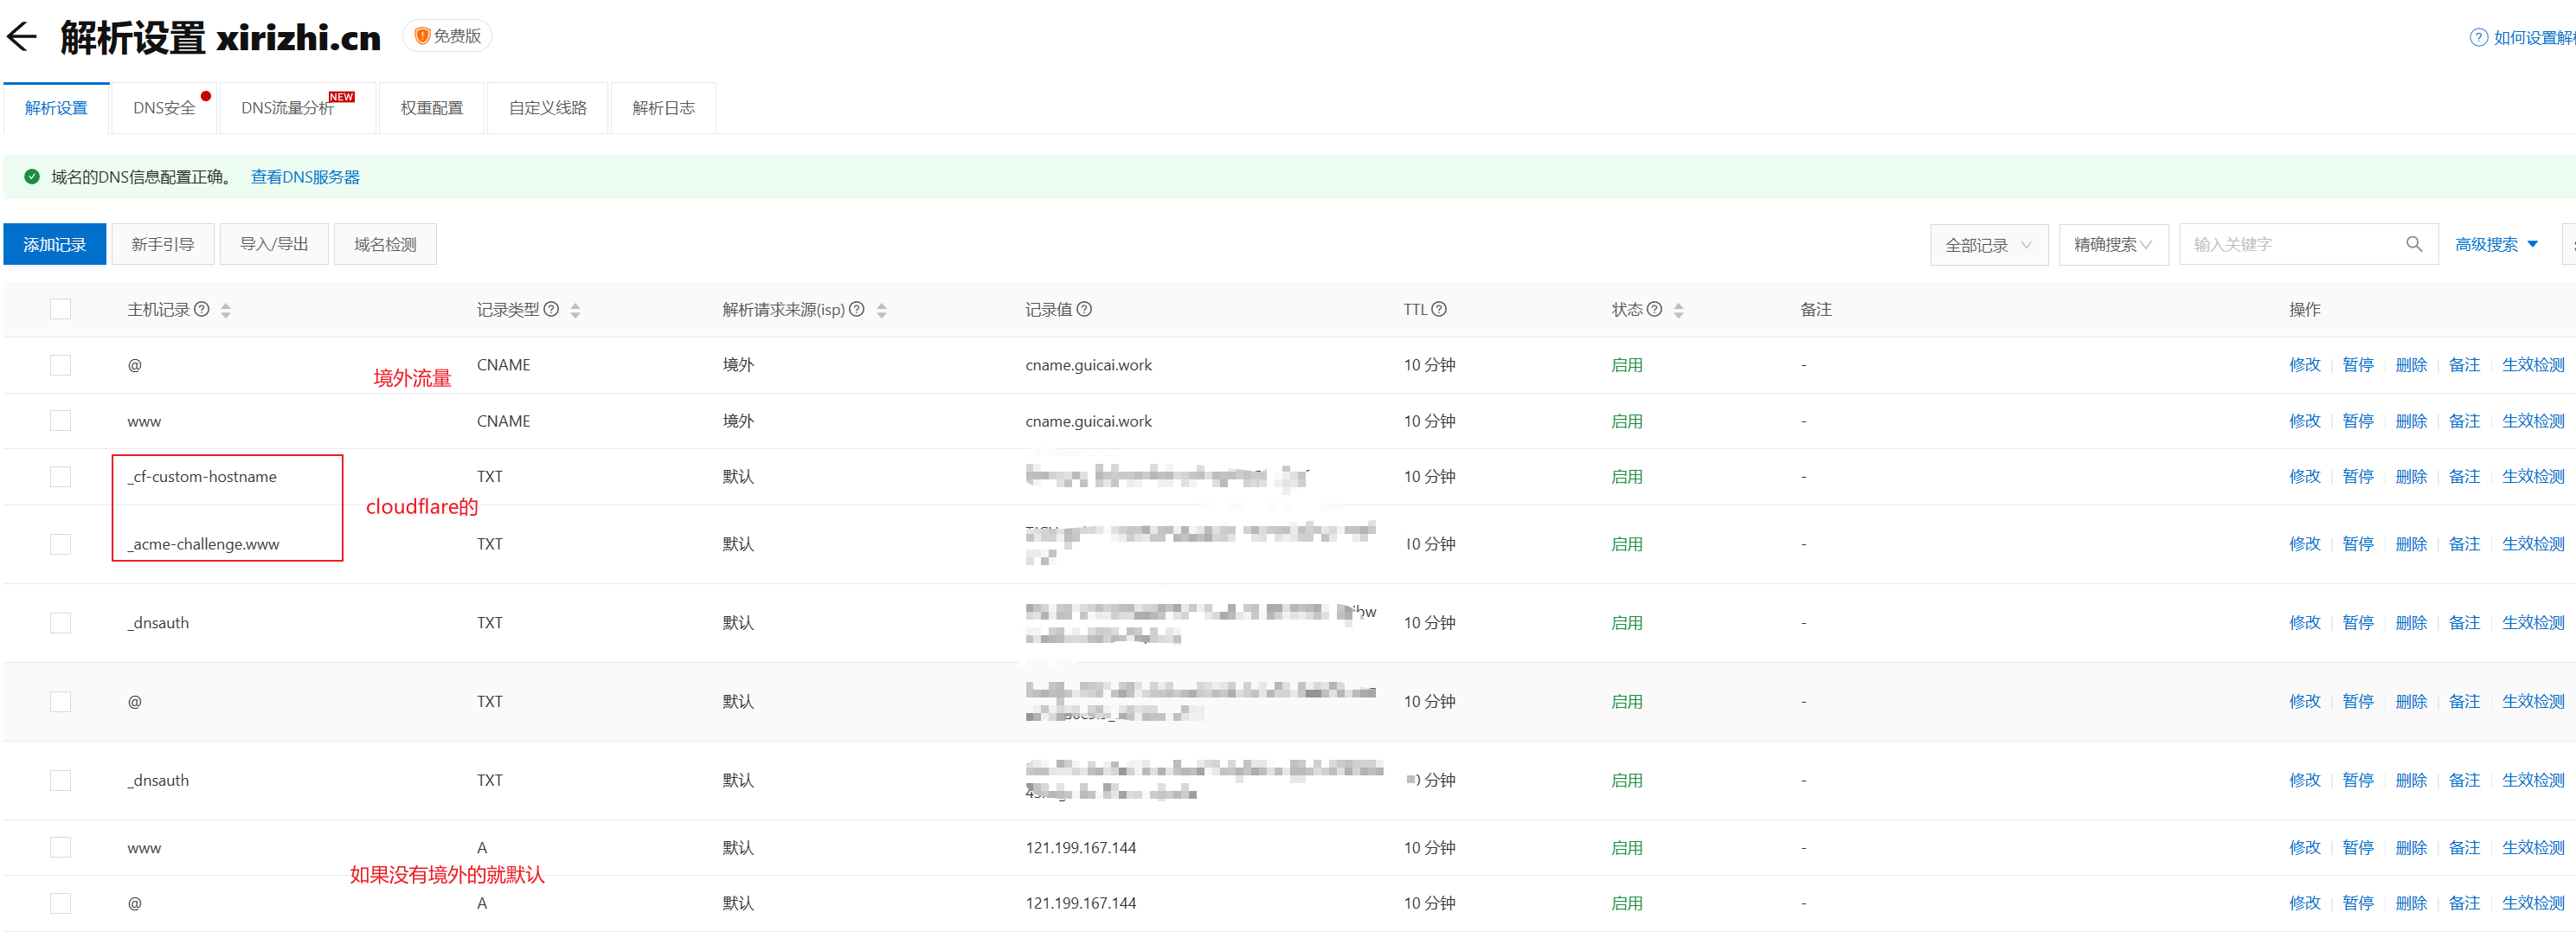 解析设置 xirizhi.cn 免费版
如何设置解析
解析设置 DNS安全 DNS流量分析 NEW 权重配置 自定义线路 解析日志
域名的DNS信息配置正确。 查看DNS服务器
添加记录 新手引导 导入/导出 域名检测 全部记录 精确搜索 输入关键字 高级搜索
主机记录 记录类型 解析请求来源(isp) 记录值 TTL 状态 备注 操作
@ CNAME 境外 cname.guicai.work 10 分钟 启用 - 修改 暂停 删除 备注 生效检测
境外流量
www CNAME 境外 cname.guicai.work 10 分钟 启用 - 修改 暂停 删除 备注 生效检测
_cf-custom-hostname TXT 默认 10 分钟 启用 - 修改 暂停 删除 备注 生效检测
cloudflare的
_acme-challenge.www TXT 默认 10 分钟 启用 - 修改 暂停 删除 备注 生效检测
_dnsauth TXT 默认 10 分钟 启用 - 修改 暂停 删除 备注 生效检测
@ TXT 默认 10 分钟 启用 - 修改 暂停 删除 备注 生效检测
_dnsauth TXT 默认 分钟 启用 - 修改 暂停 删除 备注 生效检测
www A 默认 121.199.167.144 10 分钟 启用 - 修改 暂停 删除 备注 生效检测
如果没有境外的就默认
@ A 默认 121.199.167.144 10 分钟 启用 - 修改 暂停 删除 备注 生效检测